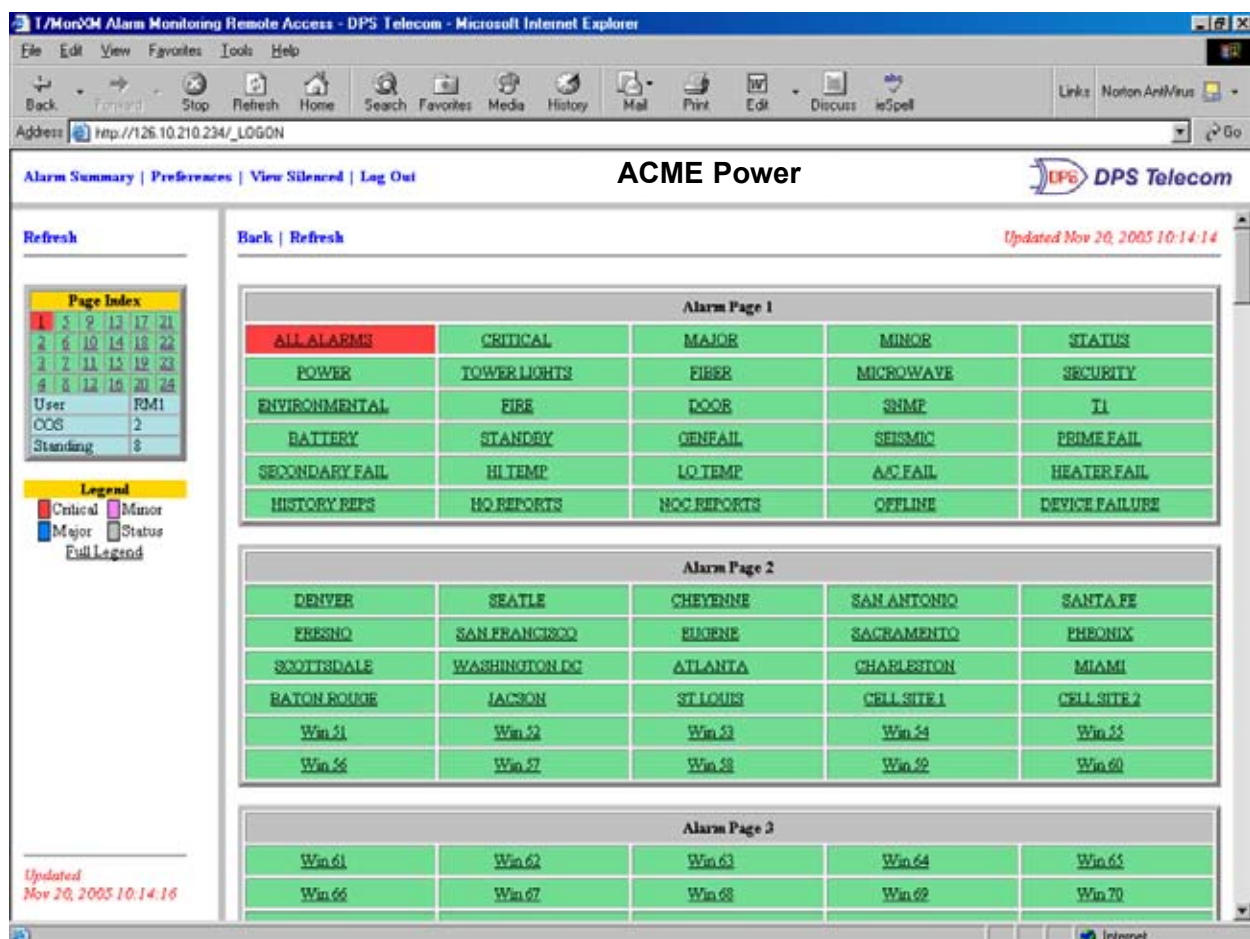 T/MonXM Alarm Monitoring Remote Access - DPS Telecom - Microsoft Internet Explorer
File Edit View Favorites Tools Help
Back Forward Stop Refresh Home Search Favorites Media History Mail Print Edit Discuss ieSpell Links Norton AntiVirus
Address http://126.10.210.234/_LOGON Go
Alarm Summary | Preferences | View Silenced | Log Out
ACME Power
DPS DPS Telecom
Refresh
Back | Refresh
Updated Nov 20, 2005 10:14:14
Page Index
1 5 9 13 17 21
2 6 10 14 18 22
3 7 11 15 19 23
4 8 12 16 20 24
User RM1
COS 2
Standing 8
Legend
Critical Minor
Major Status
Full Legend
Updated
Nov 20, 2005 10:14:16
Alarm Page 1
ALL ALARMS CRITICAL MAJOR MINOR STATUS
POWER TOWER LIGHTS FIBER MICROWAVE SECURITY
ENVIRONMENTAL FIRE DOOR SNMP T1
BATTERY STANDBY GENFAIL SEISMIC PRIME FAIL
SECONDARY FAIL HI TEMP LO TEMP A/C FAIL HEATER FAIL
HISTORY REPS HQ REPORTS NOC REPORTS OFFLINE DEVICE FAILURE
Alarm Page 2
DENVER SEATLE CHEYENNE SAN ANTONIO SANTA FE
FRESNO SAN FRANCISCO EUGENE SACRAMENTO PHEONIX
SCOTTSDALE WASHINGTON DC ATLANTA CHARLESTON MIAMI
BATON ROUGE JACSON ST LOUIS CELL SITE 1 CELL SITE 2
Win 51 Win 52 Win 53 Win 54 Win 55
Win 56 Win 57 Win 58 Win 59 Win 60
Alarm Page 3
Win 61 Win 62 Win 63 Win 64 Win 65
Win 66 Win 67 Win 68 Win 69 Win 70
Internet